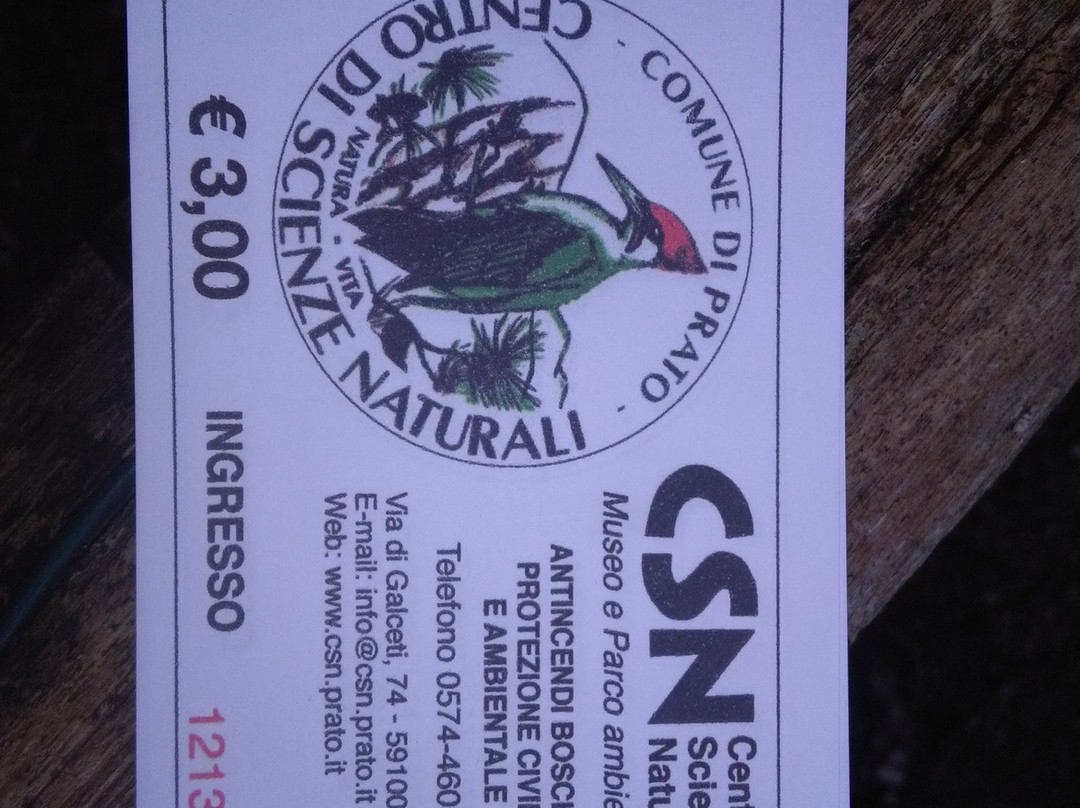 · COMUNE DI PRATO ·
CENTRO DI SCIENZE NATURALI
NATURA - VITA
CSN
Museo e Parco
ANTINCENDI
PROTEZIONE
E AMBIENTALE
Telefono 0574-460
Via di Galceti, 74 - 59100
E-mail: info@csn.prato.it
Web: www.csn.prato.it
€ 3,00 INGRESSO 1213